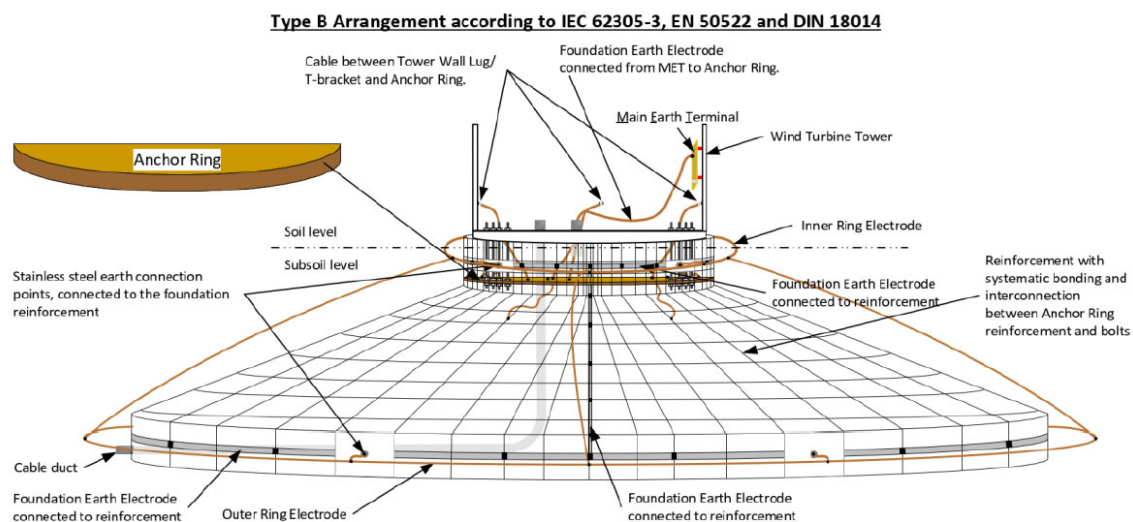 Type B Arrangement according to IEC 62305-3, EN 50522 and DIN 18014
Cable between Tower Wall Lug/
T-bracket and Anchor Ring.
Foundation Earth Electrode
connected from MET to Anchor Ring.
Main Earth Terminal
Wind Turbine Tower
Anchor Ring
Soil level
Subsoil level
Inner Ring Electrode
Stainless steel earth connection
points, connected to the foundation
reinforcement
Foundation Earth Electrode
connected to reinforcement
Reinforcement with
systematic bonding and
interconnection
between Anchor Ring
reinforcement and bolts
Cable duct
Foundation Earth Electrode
connected to reinforcement
Outer Ring Electrode
Foundation Earth Electrode
connected to reinforcement